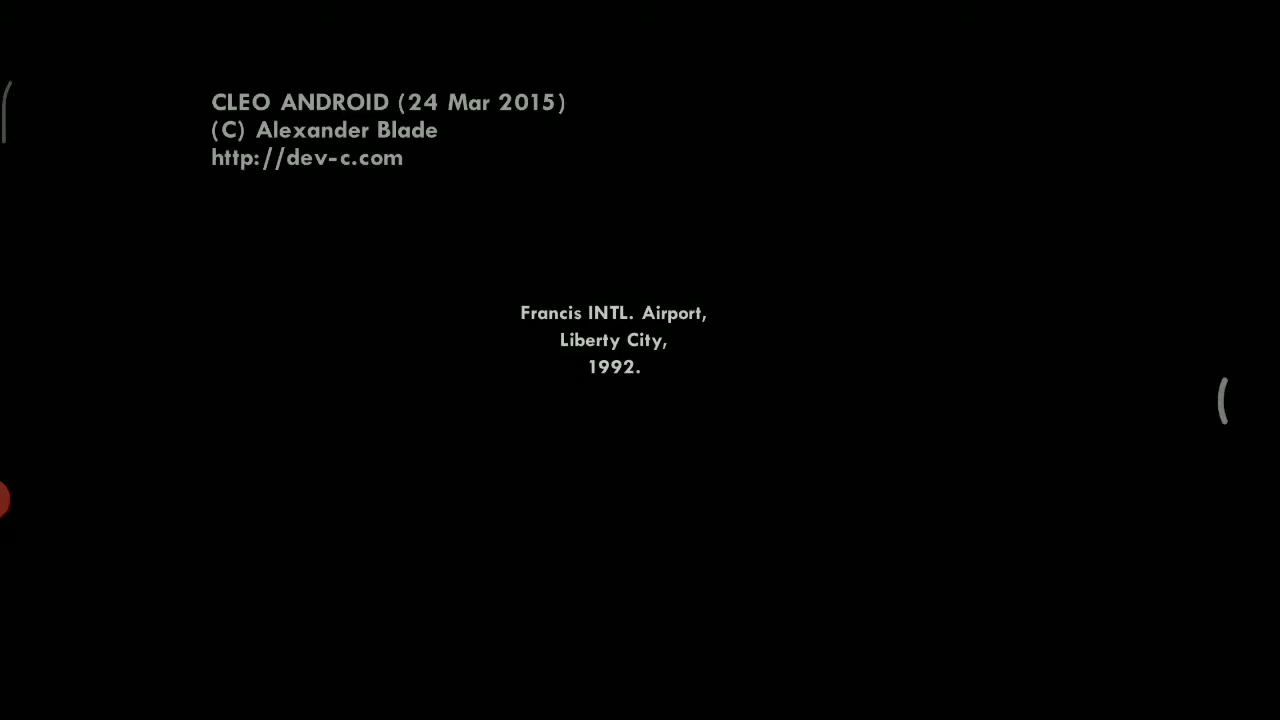 CLEO ANDROID (24 Mar 2015)
(C) Alexander Blade
http://dev-c.com
Francis INTL. Airport,
Liberty City,
1992.